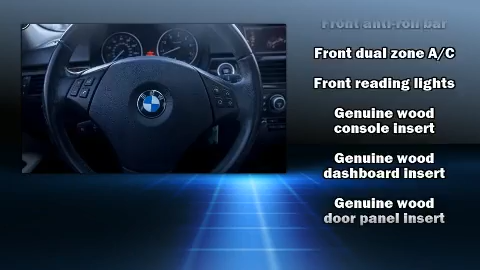 Front anti-roll bar
Front dual zone A/C
Front reading lights
Genuine wood
console insert
Genuine wood
dashboard insert
Genuine wood
door panel insert